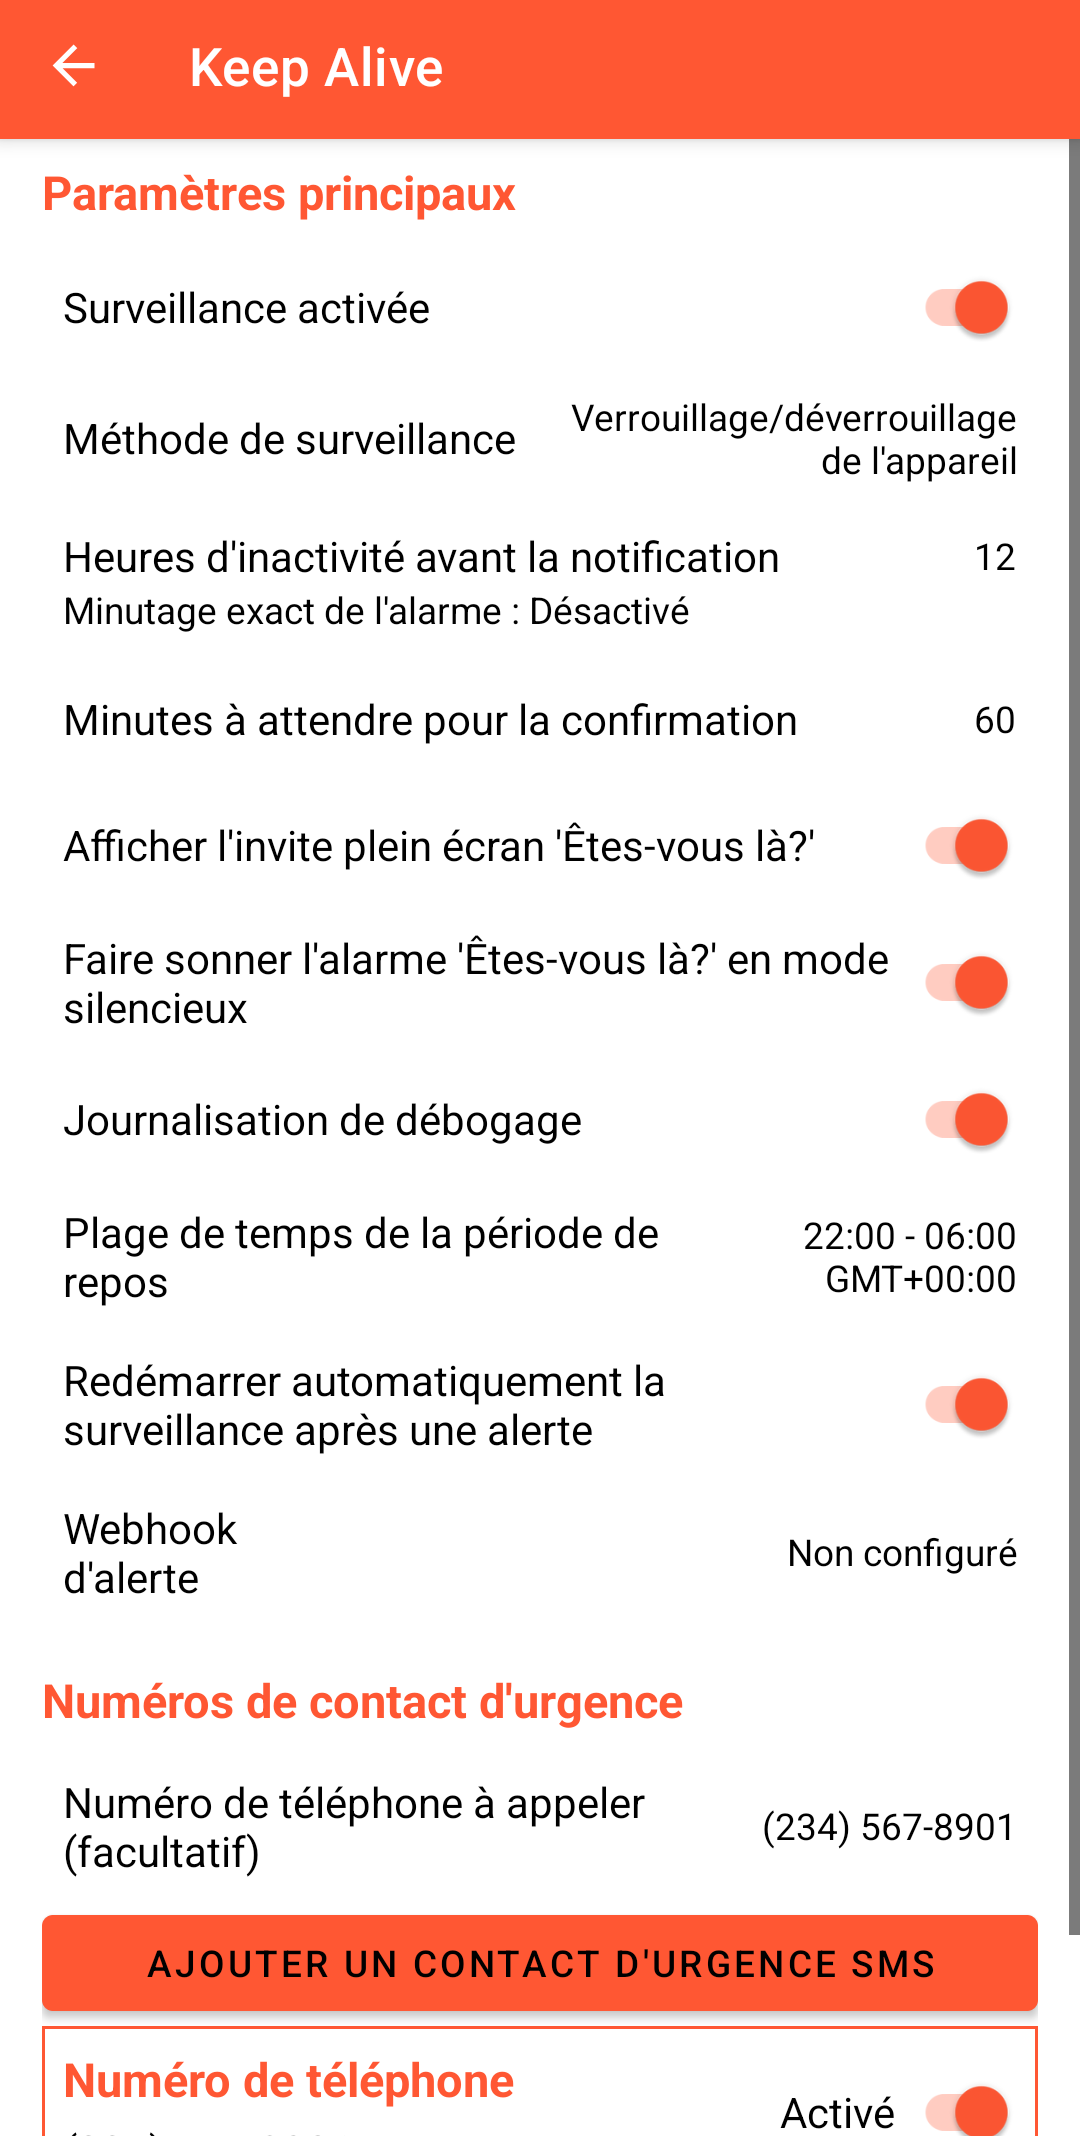 Keep Alive
Paramètres principaux
Surveillance activée
Méthode de surveillance
Verrouillage/déverrouillage
de l'appareil
Heures d'inactivité avant la notification
12
Minutage exact de l'alarme : Désactivé
Minutes à attendre pour la confirmation
60
Afficher l'invite plein écran 'Êtes-vous là?'
Faire sonner l'alarme 'Êtes-vous là?' en mode
silencieux
Journalisation de débogage
Plage de temps de la période de
repos
22:00 - 06:00
GMT+00:00
Redémarrer automatiquement la
surveillance après une alerte
Webhook
d'alerte
Non configuré
Numéros de contact d'urgence
Numéro de téléphone à appeler
(facultatif)
(234) 567-8901
AJOUTER UN CONTACT D'URGENCE SMS
Numéro de téléphone
Activé